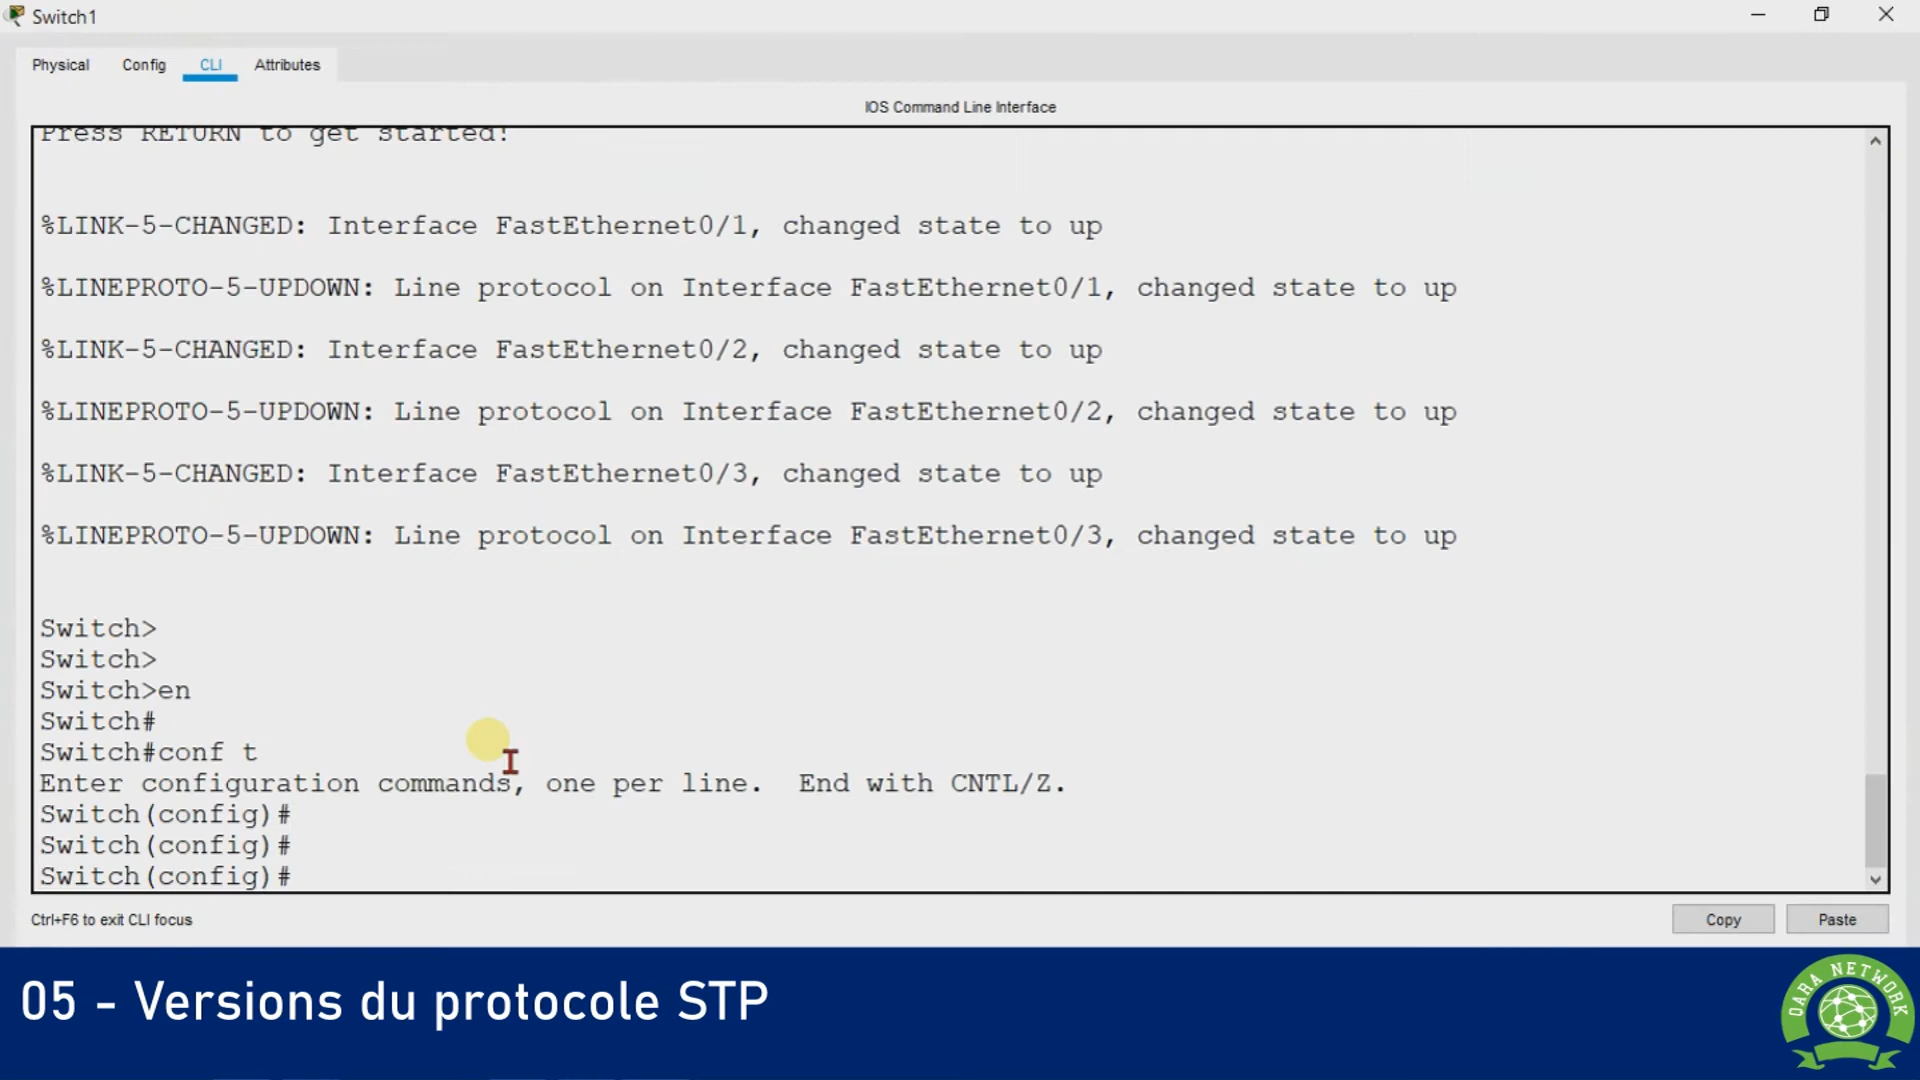 Switch1
Physical Config CLI Attributes
IOS Command Line Interface
Press RETURN to get started!
%LINK-5-CHANGED: Interface FastEthernet0/1, changed state to up
%LINEPROTO-5-UPDOWN: Line protocol on Interface FastEthernet0/1, changed state to up
%LINK-5-CHANGED: Interface FastEthernet0/2, changed state to up
%LINEPROTO-5-UPDOWN: Line protocol on Interface FastEthernet0/2, changed state to up
%LINK-5-CHANGED: Interface FastEthernet0/3, changed state to up
%LINEPROTO-5-UPDOWN: Line protocol on Interface FastEthernet0/3, changed state to up
Switch>
Switch>
Switch>en
Switch#
Switch#conf t
Enter configuration commands, one per line.  End with CNTL/Z.
Switch(config)#
Switch(config)#
Switch(config)#
Ctrl+F6 to exit CLI focus
Copy Paste
05 - Versions du protocole STP
QARA NETWORK